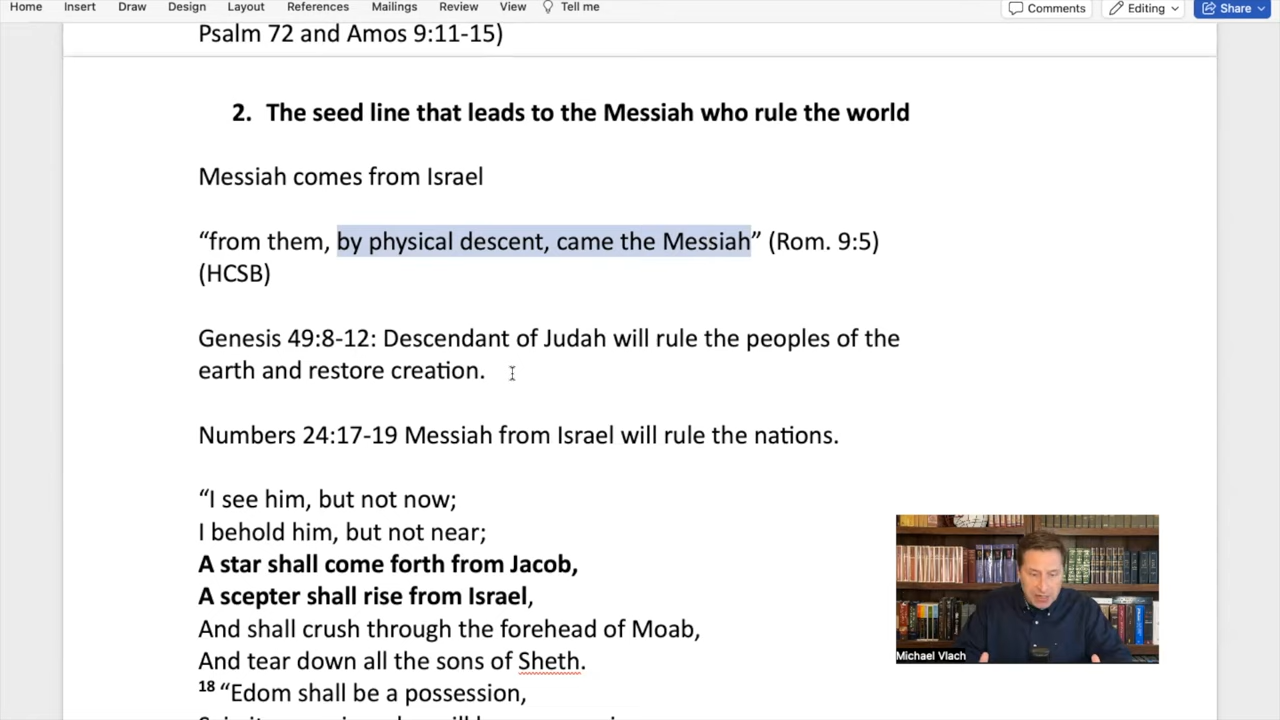 Home Insert Draw Design Layout References Mailings Review View Tell me Comments Editing Share
Psalm 72 and Amos 9:11-15)
2. The seed line that leads to the Messiah who rule the world
Messiah comes from Israel
“from them, by physical descent, came the Messiah” (Rom. 9:5)
(HCSB)
Genesis 49:8-12: Descendant of Judah will rule the peoples of the
earth and restore creation.
Numbers 24:17-19 Messiah from Israel will rule the nations.
“I see him, but not now;
I behold him, but not near;
A star shall come forth from Jacob,
A scepter shall rise from Israel,
And shall crush through the forehead of Moab,
And tear down all the sons of Sheth.
18 “Edom shall be a possession,
Michael Vlach